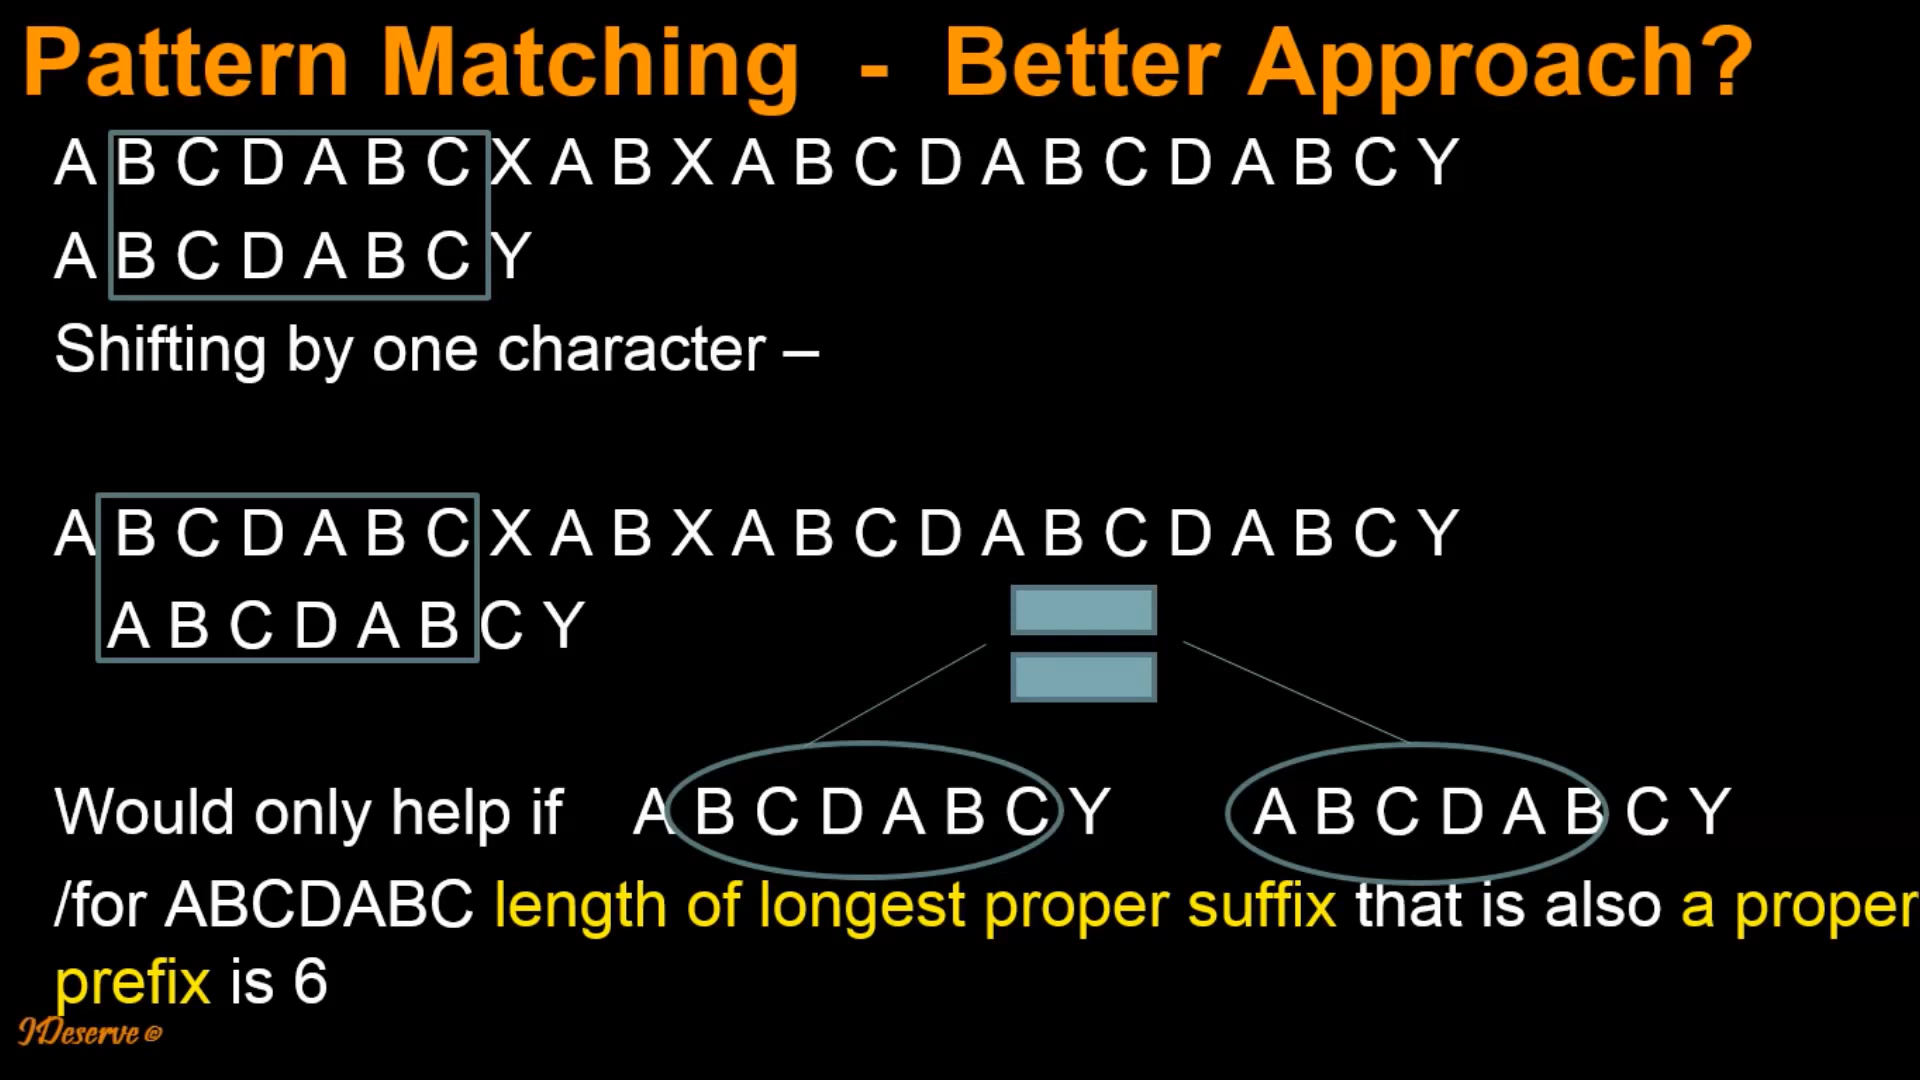 Pattern Matching - Better Approach?
A B C D A B C X A B X A B C D A B C D A B C Y
A B C D A B C Y
Shifting by one character –
A B C D A B C X A B X A B C D A B C D A B C Y
A B C D A B C Y
Would only help if A B C D A B C Y A B C D A B C Y
/for ABCDABC length of longest proper suffix that is also a proper
prefix is 6
IDeserve ©